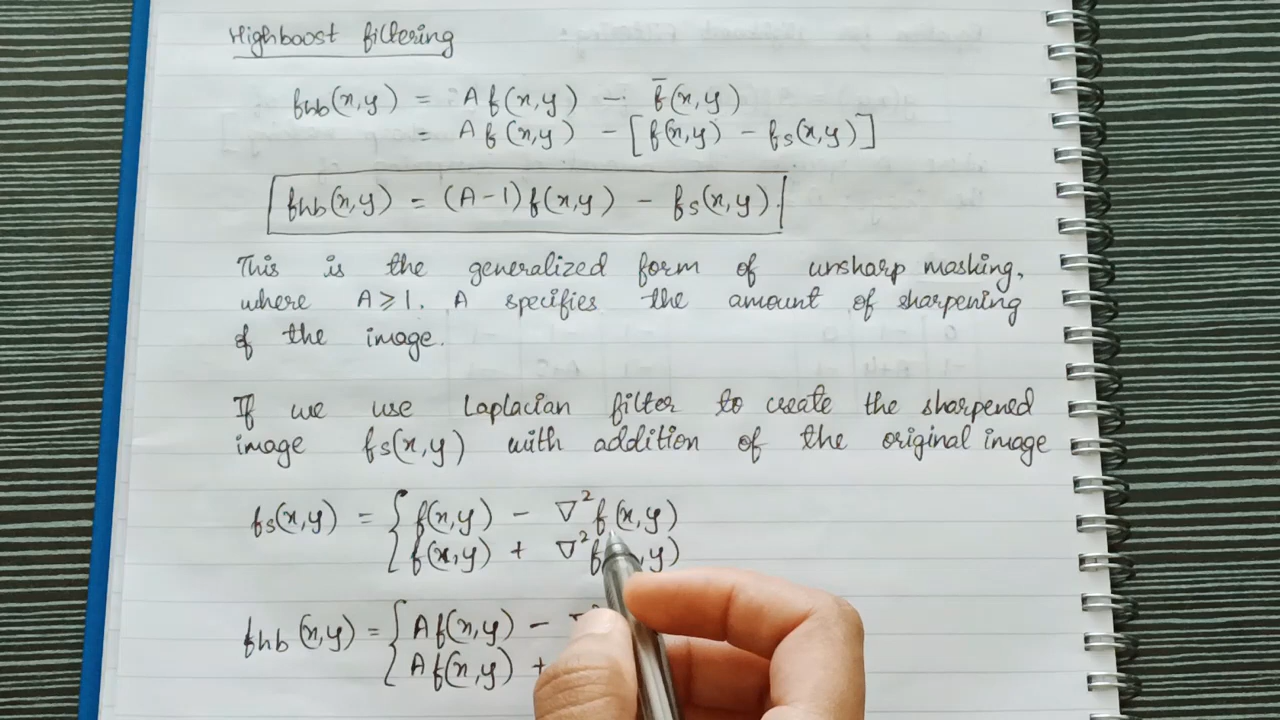 Highboost filtering
fhb(x,y) = A f(x,y) - f̄(x,y)
= A f(x,y) - [f(x,y) - fs(x,y)]
fhb(x,y) = (A-1)f(x,y) - fs(x,y).
This is the generalized form of unsharp masking,
where A ≥ 1. A specifies the amount of sharpening
of the image.
If we use Laplacian filter to create the sharpened
image fs(x,y) with addition of the original image
fs(x,y) = { f(x,y) - ∇²f(x,y)
f(x,y) + ∇²f ,y)
fhb(x,y) = { Af(x,y) -
Af(x,y) +